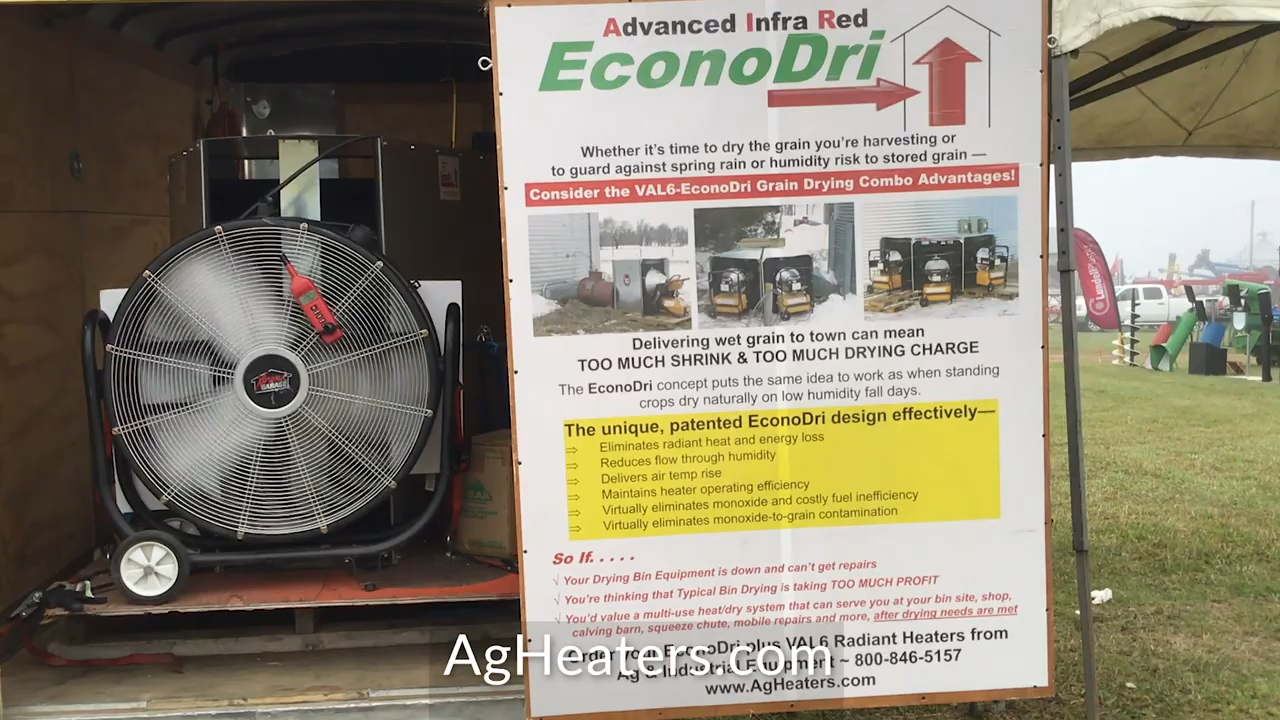 Advanced Infra Red
EconoDri
Whether it's time to dry the grain you're harvesting or
to guard against spring rain or humidity risk to stored grain —
Consider the VAL6-EconoDri Grain Drying Combo Advantages!
Delivering wet grain to town can mean
TOO MUCH SHRINK & TOO MUCH DRYING CHARGE
The EconoDri concept puts the same idea to work as when standing
crops dry naturally on low humidity fall days.
The unique, patented EconoDri design effectively—
⇒ Eliminates radiant heat and energy loss
⇒ Reduces flow through humidity
⇒ Delivers air temp rise
⇒ Maintains heater operating efficiency
⇒ Virtually eliminates monoxide and costly fuel inefficiency
⇒ Virtually eliminates monoxide-to-grain contamination
So If. . . . .
√ Your Drying Bin Equipment is down and can't get repairs
√ You're thinking that Typical Bin Drying is taking TOO MUCH PROFIT
√ You'd value a multi-use heat/dry system that can serve you at your bin site, shop,
calving barn, squeeze chute, mobile repairs and more, after drying needs are met
EconoDri plus VAL6 Radiant Heaters from
Ag & Industrial Equipment ~ 800-846-5157
www.AgHeaters.com
AgHeaters.com
Xtreme
GARAGE
Lundell